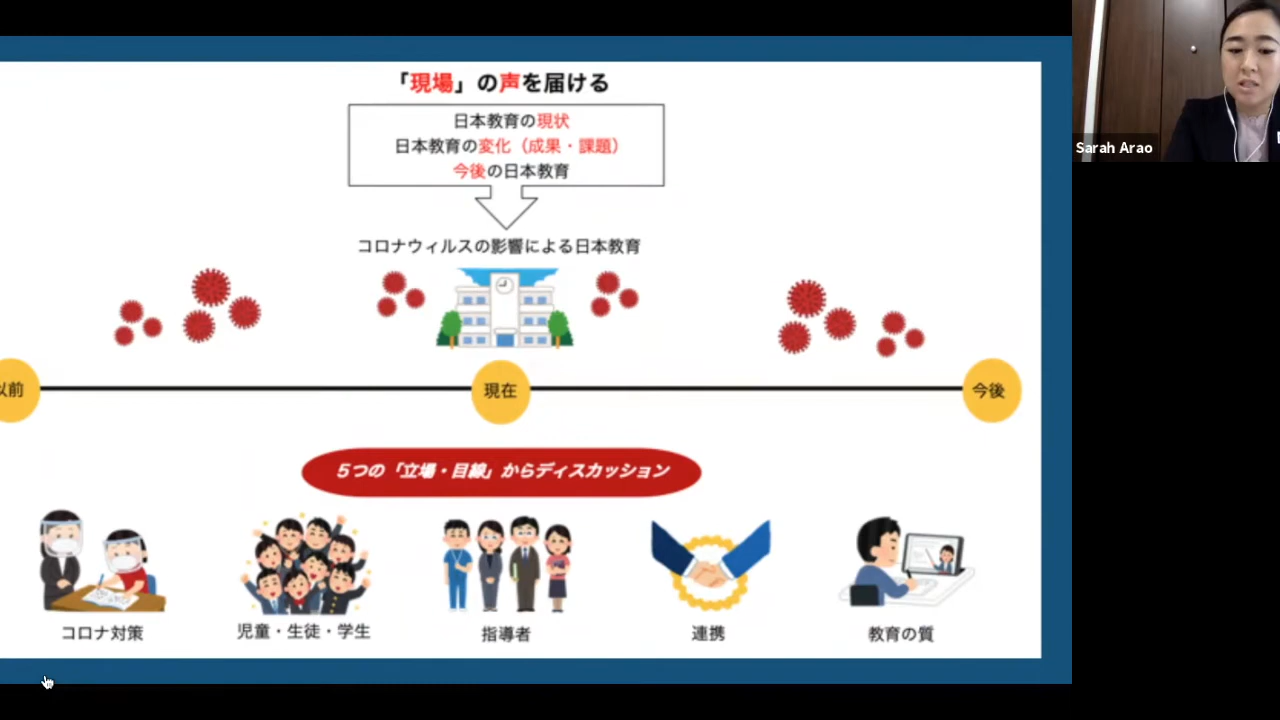 「現場」の声を届ける
日本教育の現状
日本教育の変化（成果・課題）
今後の日本教育
コロナウィルスの影響による日本教育
以前
現在
今後
５つの「立場・目線」からディスカッション
コロナ対策
児童・生徒・学生
指導者
連携
教育の質
Sarah Arao